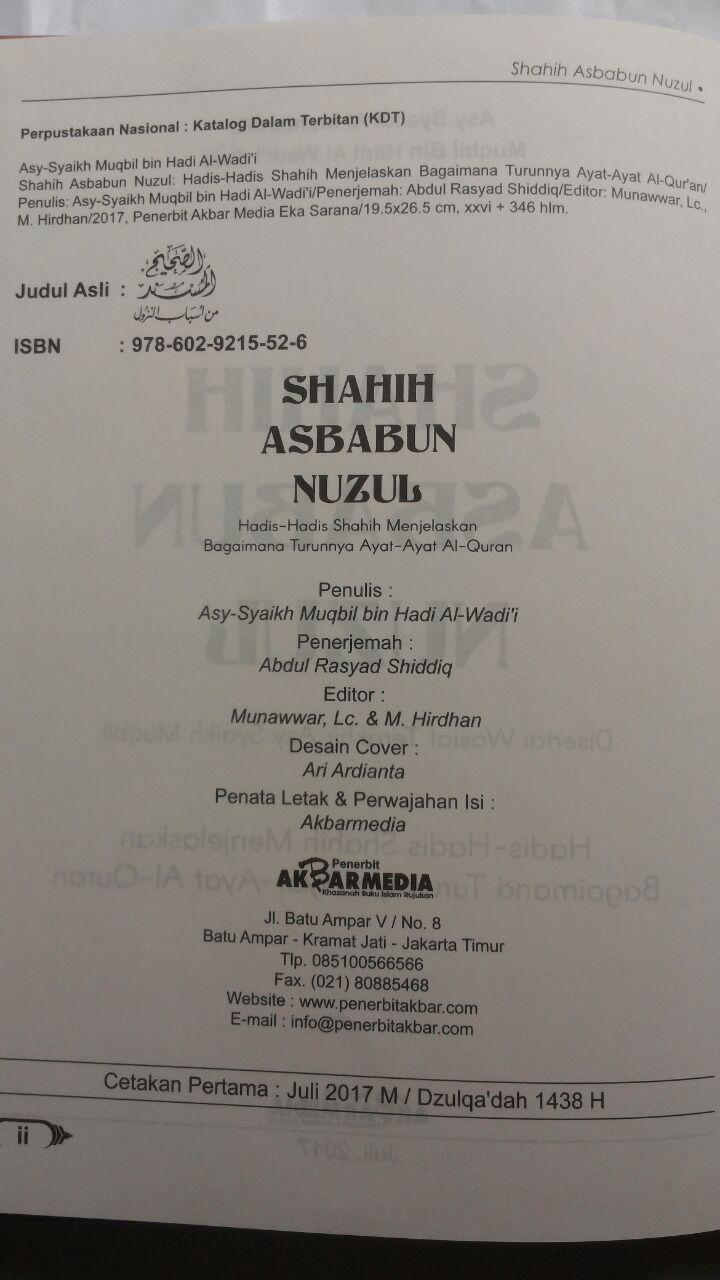 Shahih Asbabun Nuzul •
Perpustakaan Nasional : Katalog Dalam Terbitan (KDT)
Asy-Syaikh Muqbil bin Hadi Al-Wadi'i
Shahih Asbabun Nuzul: Hadis-Hadis Shahih Menjelaskan Bagaimana Turunnya Ayat-Ayat Al-Qur'an/
Penulis: Asy-Syaikh Muqbil bin Hadi Al-Wadi'i/Penerjemah: Abdul Rasyad Shiddiq/Editor: Munawwar, Lc.,
M. Hirdhan/2017, Penerbit Akbar Media Eka Sarana/19.5x26.5 cm, xxvi + 346 hlm.
الصحيح
Judul Asli : المسند
من أسباب النزول
ISBN : 978-602-9215-52-6
SHAHIH
ASBABUN
NUZUL
Hadis-Hadis Shahih Menjelaskan
Bagaimana Turunnya Ayat-Ayat Al-Quran
Penulis :
Asy-Syaikh Muqbil bin Hadi Al-Wadi'i
Penerjemah :
Abdul Rasyad Shiddiq
Editor :
Munawwar, Lc. & M. Hirdhan
Desain Cover :
Ari Ardianta
Penata Letak & Perwajahan Isi :
Akbarmedia
Penerbit
AKBARMEDIA
Khazanah Buku Islam Rujukan
Jl. Batu Ampar V / No. 8
Batu Ampar - Kramat Jati - Jakarta Timur
Tlp. 085100566566
Fax. (021) 80885468
Website : www.penerbitakbar.com
E-mail : info@penerbitakbar.com
Cetakan Pertama : Juli 2017 M / Dzulqa'dah 1438 H
ii